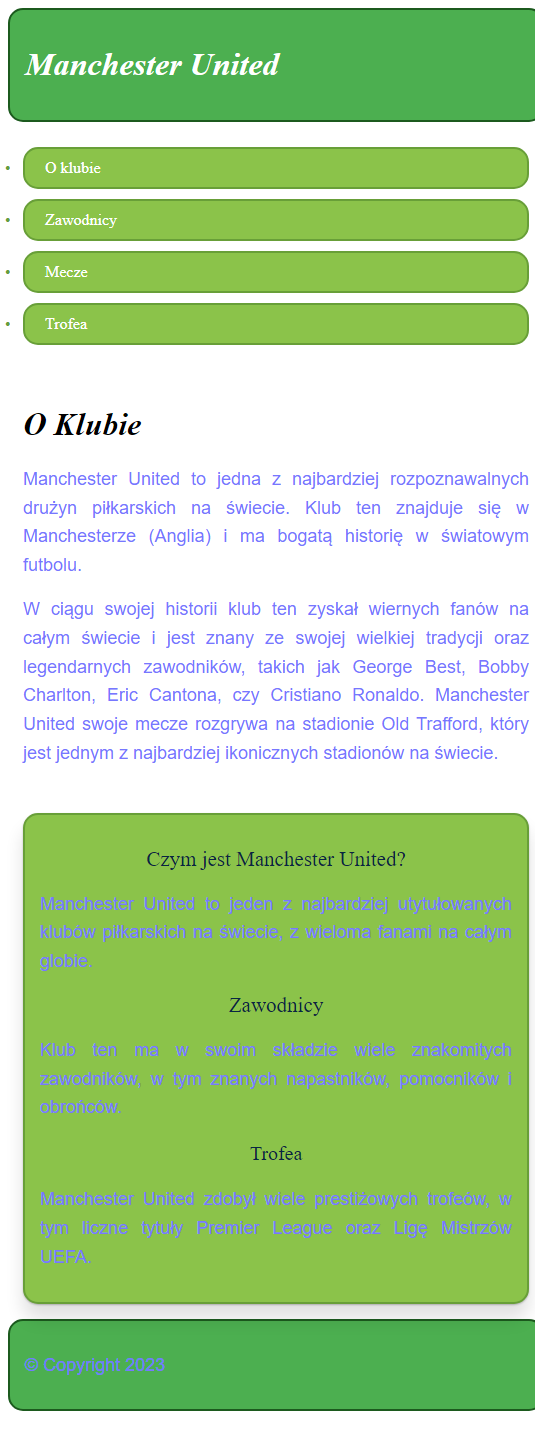 Manchester United
O klubie
Zawodnicy
Mecze
Trofea
O Klubie
Manchester United to jedna z najbardziej rozpoznawalnych
drużyn piłkarskich na świecie. Klub ten znajduje się w
Manchesterze (Anglia) i ma bogatą historię w światowym
futbolu.
W ciągu swojej historii klub ten zyskał wiernych fanów na
całym świecie i jest znany ze swojej wielkiej tradycji oraz
legendarnych zawodników, takich jak George Best, Bobby
Charlton, Eric Cantona, czy Cristiano Ronaldo. Manchester
United swoje mecze rozgrywa na stadionie Old Trafford, który
jest jednym z najbardziej ikonicznych stadionów na świecie.
Czym jest Manchester United?
Manchester United to jeden z najbardziej utytułowanych
klubów piłkarskich na świecie, z wieloma fanami na całym
globie.
Zawodnicy
Klub ten ma w swoim składzie wiele znakomitych
zawodników, w tym znanych napastników, pomocników i
obrońców.
Trofea
Manchester United zdobył wiele prestiżowych trofeów, w
tym liczne tytuły Premier League oraz Ligę Mistrzów
UEFA.
© Copyright 2023